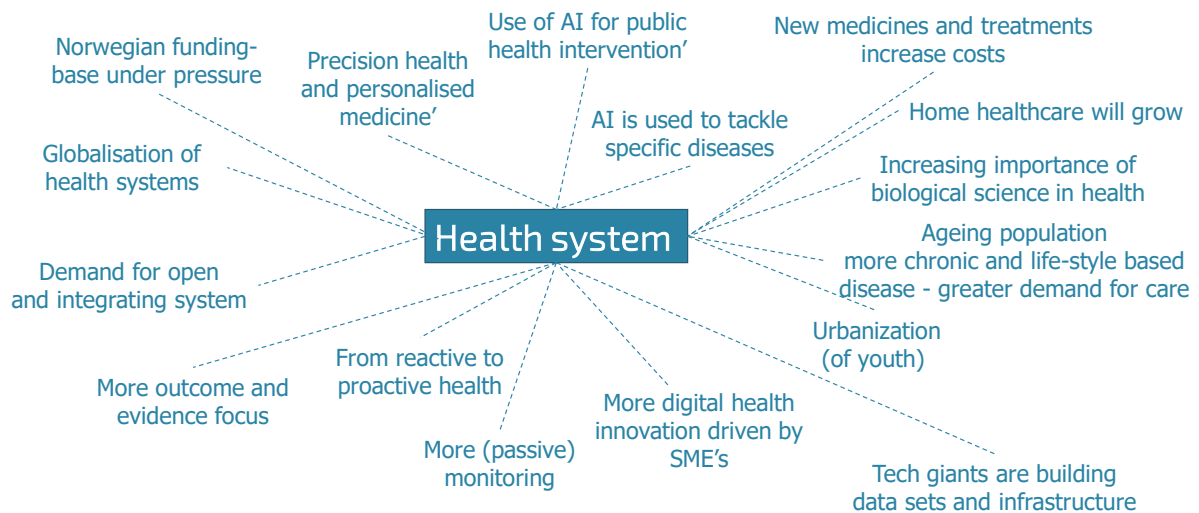 Norwegian funding-
base under pressure
Precision health
and personalised
medicine’
Use of AI for public
health intervention’
AI is used to tackle
specific diseases
New medicines and treatments
increase costs
Home healthcare will grow
Globalisation of
health systems
Increasing importance of
biological science in health
Health system
Ageing population
more chronic and life-style based
disease - greater demand for care
Demand for open
and integrating system
Urbanization
(of youth)
More outcome and
evidence focus
From reactive to
proactive health
More (passive)
monitoring
More digital health
innovation driven by
SME’s
Tech giants are building
data sets and infrastructure